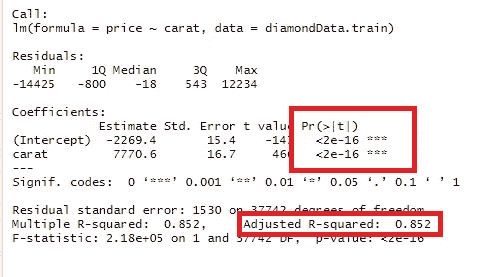 Call:
lm(formula = price ~ carat, data = diamondData.train)
Residuals:
Min 1Q Median 3Q Max
-14425 -800 -18 543 12234
Coefficients:
Estimate Std. Error t value Pr(>|t|)
(Intercept) -2269.4 15.4 <2e-16 ***
carat 7770.6 16.7 <2e-16 ***
---
Signif. codes: 0 ‘***’ 0.001 ‘**’ 0.01 ‘*’ 0.05 ‘.’ 0.1 ‘ ’ 1
Residual standard error: 1530 on 37742 degrees of freedom
Multiple R-squared: 0.852, Adjusted R-squared: 0.852
F-statistic: 2.18e+05 on 1 and 37742 DF, p-value: <2e-16